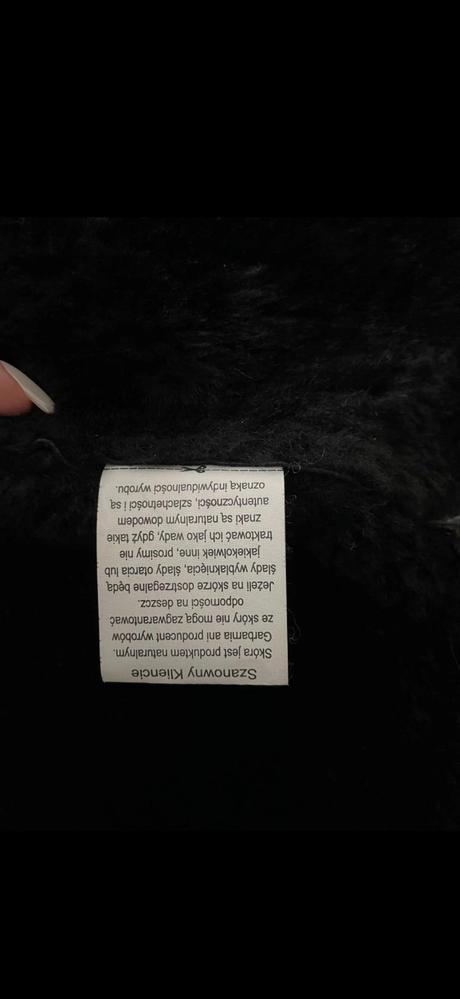 Szanowny Kliencie
Skóra jest produktem naturalnym.
Garbarnia ani producent wyrobów
ze skóry nie mogą zagwarantować
odporności na deszcz.
Jeżeli na skórze dostrzegalne będą
ślady wyblaknięcia, ślady otarcia lub
jakiekolwiek inne, prosimy nie
traktować ich jako wady, gdyż takie
znaki są naturalnym dowodem
autentyczności, szlachetności i są
oznaką indywidualności wyrobu.